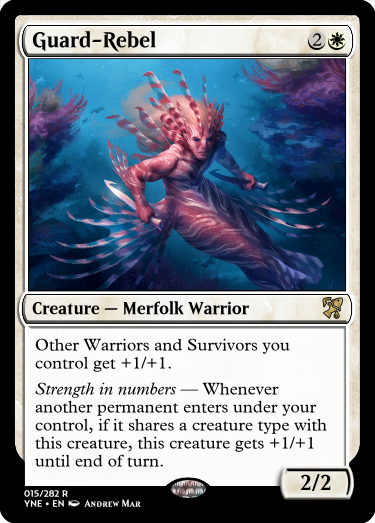 Guard-Rebel 2
Creature — Merfolk Warrior
Other Warriors and Survivors you
control get +1/+1.
Strength in numbers — Whenever
another permanent enters under your
control, if it shares a creature type with
this creature, this creature gets +1/+1
until end of turn.
2/2
015/282 R
YNE • EN Andrew Mar